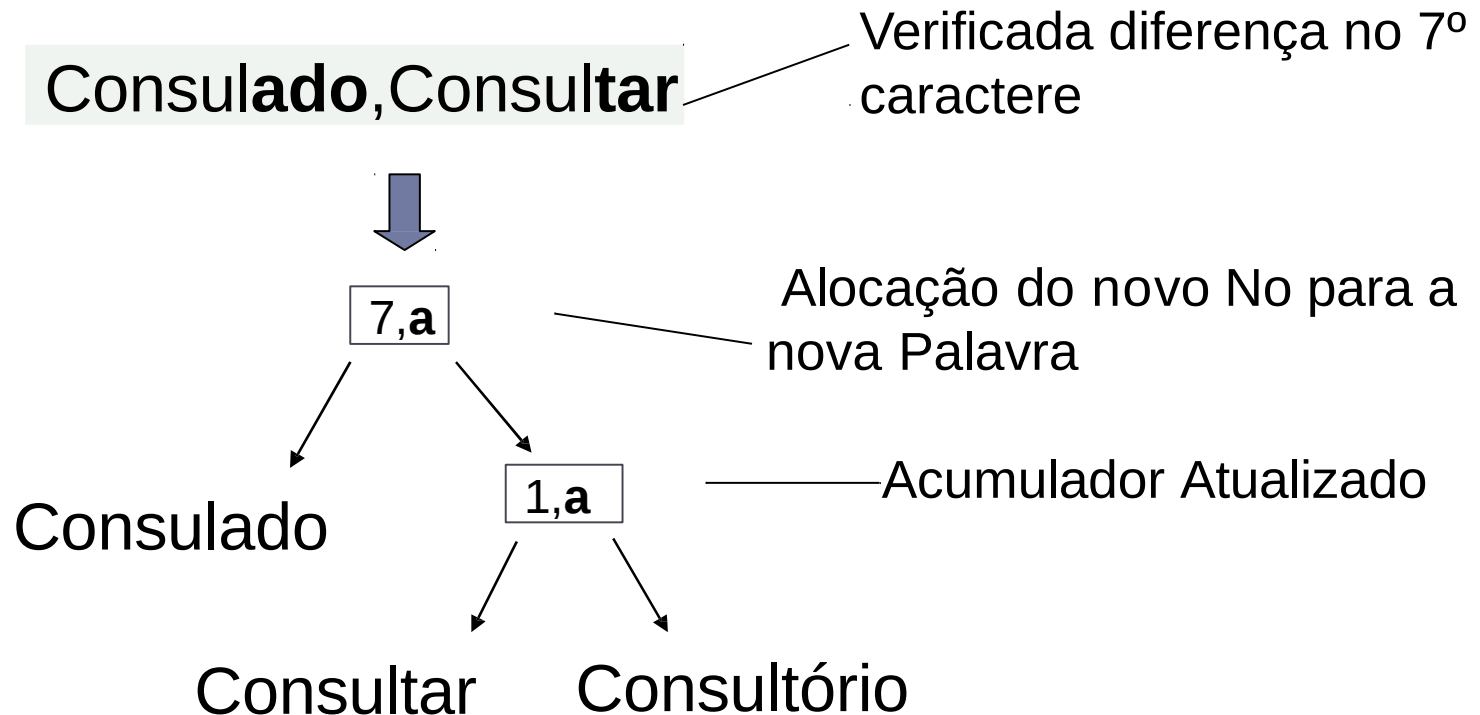 Verificada diferença no 7º
caractere
Consulado,Consultar
7,a
Alocação do novo No para a
nova Palavra
1,a
Acumulador Atualizado
Consulado
Consultar
Consultório